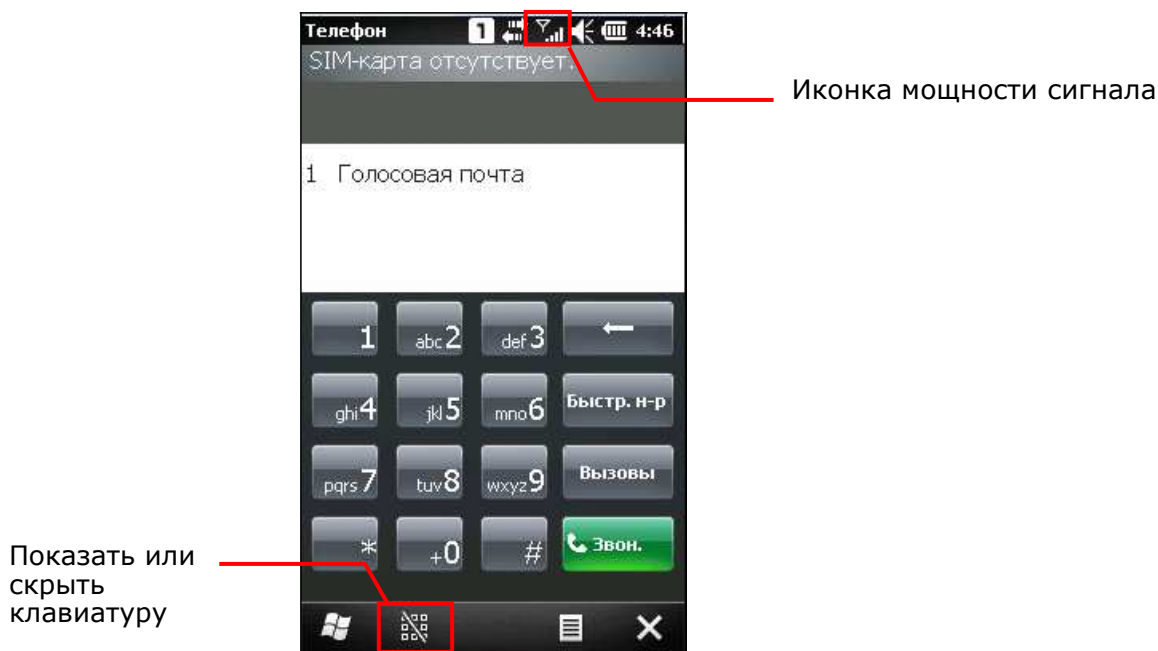 Телефон 1 4:46
SIM-карта отсутствует.
Иконка мощности сигнала
1 Голосовая почта
1 abc2 def3
ghi4 jkl5 mno6 Быстр. н-р
pqrs7 tuv8 wxyz9 Вызовы
* +0 # Звон.
Показать или
скрыть
клавиатуру